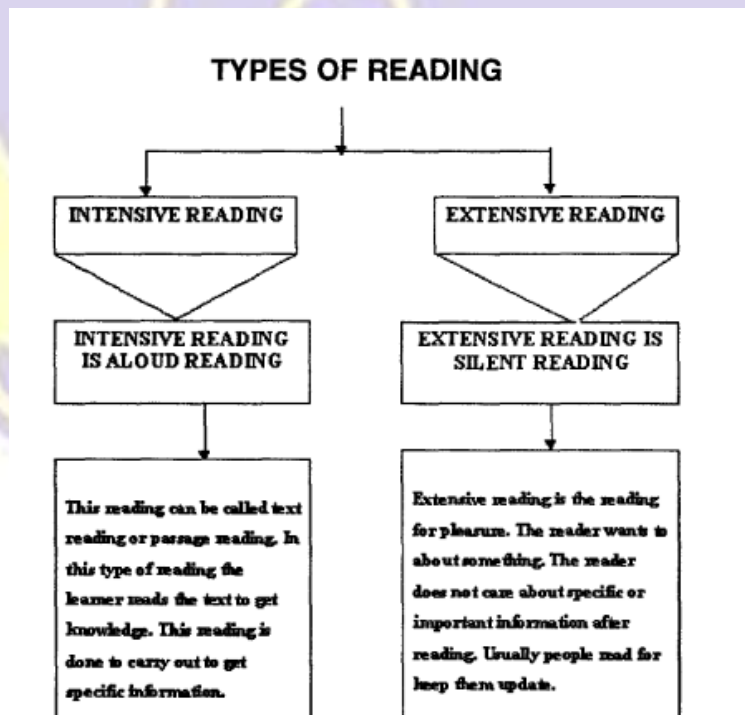 TYPES OF READING
INTENSIVE READING
EXTENSIVE READING
INTENSIVE READING
IS ALOUD READING
EXTENSIVE READING IS
SILENT READING
This reading can be called text
reading or passage reading. In
this type of reading the
learner reads the text to get
knowledge. This reading is
done to carry out to get
specific information.
Extensive reading is the reading
for pleasure. The reader wants to
about something. The reader
does not care about specific or
important information after
reading. Usually people read for
keep them update.